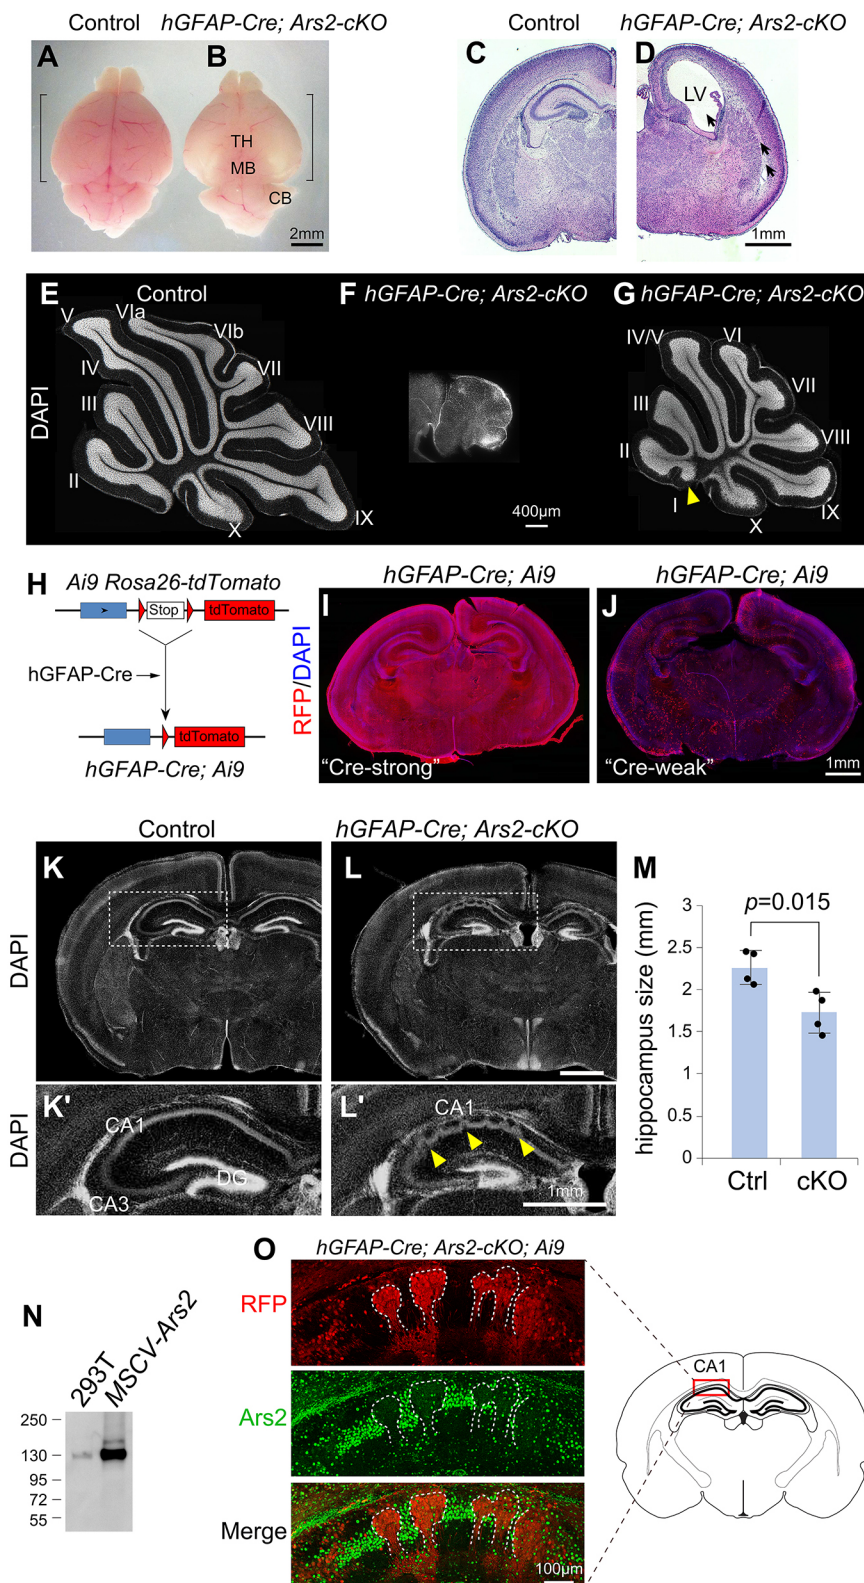 Control hGFAP-Cre; Ars2-cKO
A B
TH
MB
CB
2mm
Control hGFAP-Cre; Ars2-cKO
C D
LV
1mm
E Control
F hGFAP-Cre; Ars2-cKO
G hGFAP-Cre; Ars2-cKO
DAPI
V VIa VIb VII IV III VIII II X IX
400µm
IV/V VI VII III VIII II I IX X
H
Ai9 Rosa26-tdTomato
Stop tdTomato
hGFAP-Cre
tdTomato
hGFAP-Cre; Ai9
hGFAP-Cre; Ai9 hGFAP-Cre; Ai9
RFP/DAPI
I J
“Cre-strong” “Cre-weak”
1mm
Control hGFAP-Cre; Ars2-cKO
K L
DAPI
K' L'
DAPI
CA1 CA1
DG
CA3
1mm
M
p=0.015
hippocampus size (mm)
3
2.5
2
1.5
1
0.5
0
Ctrl cKO
N
293T
MSCV-Ars2
250
130
95
72
55
O hGFAP-Cre; Ars2-cKO; Ai9
RFP
Ars2
Merge
100µm
CA1